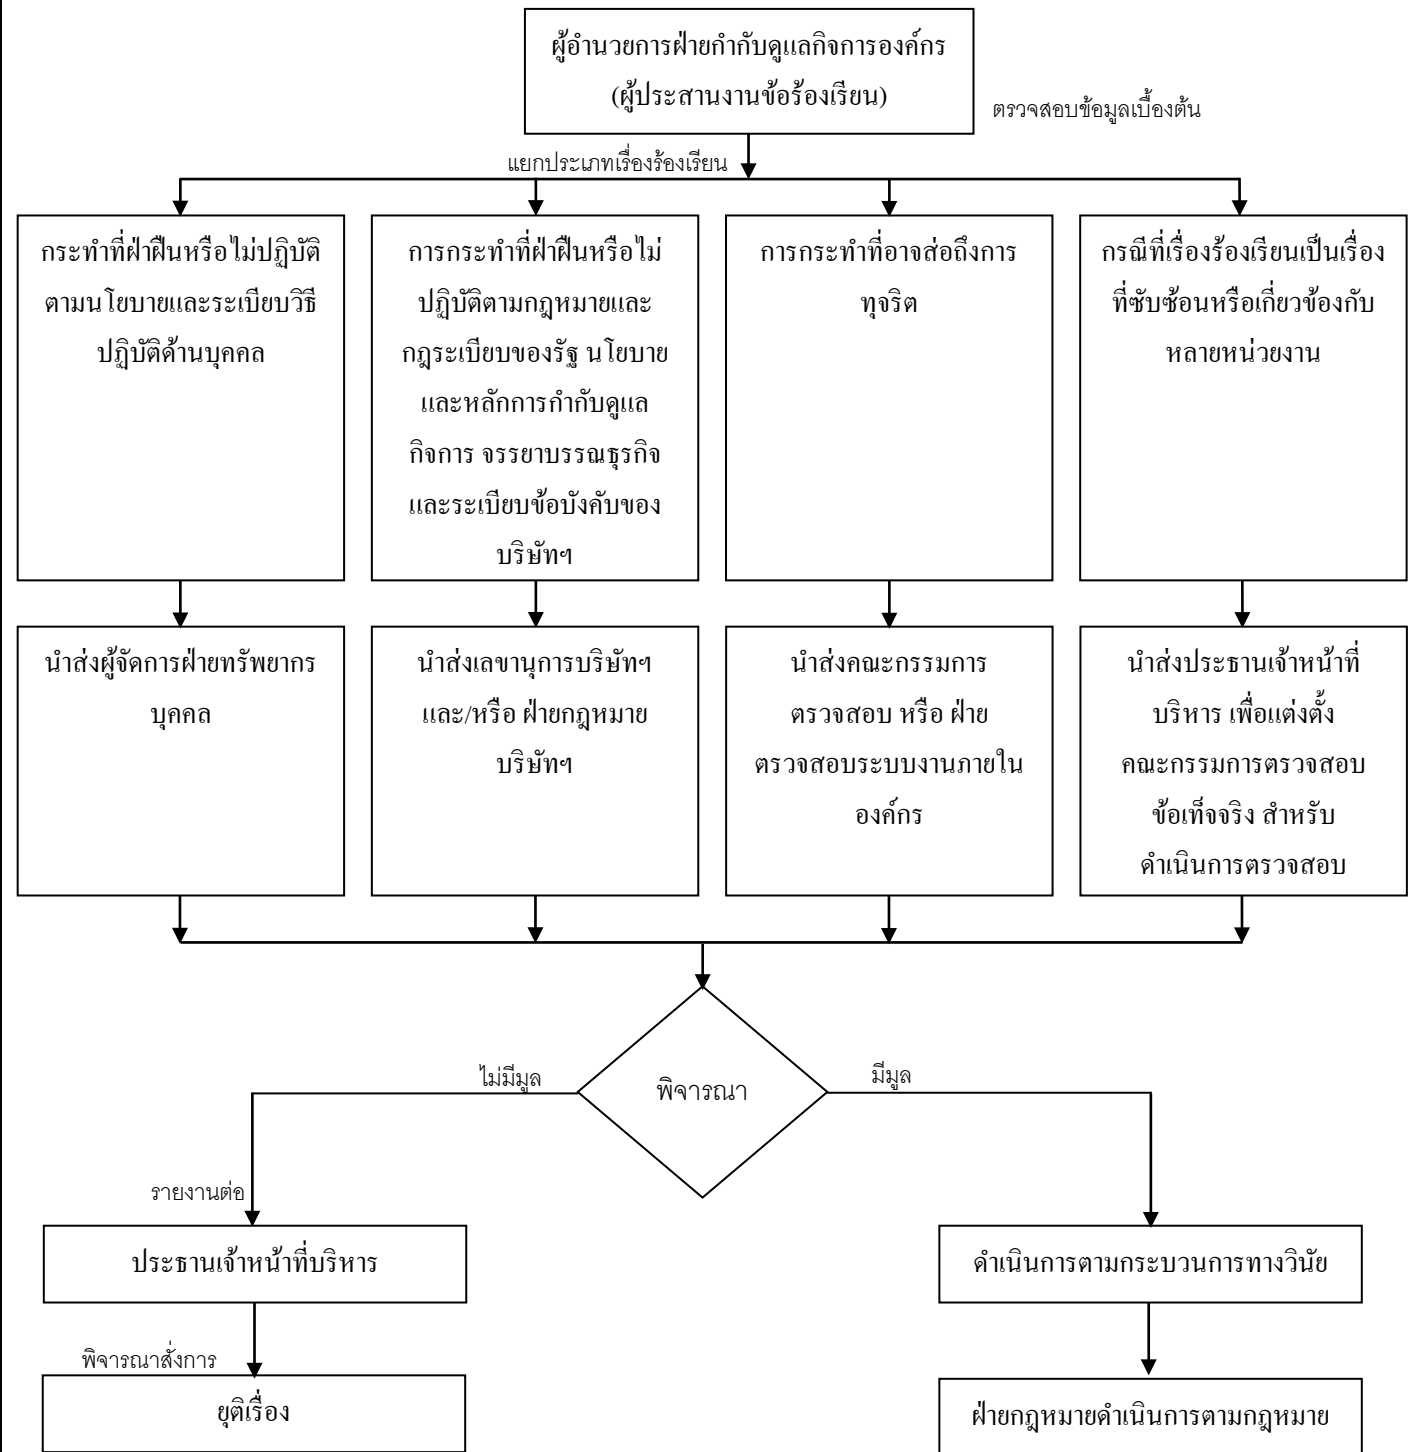 ผู้อำนวยการฝ่ายกำกับดูแลกิจการองค์กร
(ผู้ประสานงานข้อร้องเรียน)
ตรวจสอบข้อมูลเบื้องต้น
แยกประเภทเรื่องร้องเรียน
กระทำที่ฝ่าฝืนหรือไม่ปฏิบัติ
ตามนโยบายและระเบียบวิธี
ปฏิบัติด้านบุคคล
การกระทำที่ฝ่าฝืนหรือไม่
ปฏิบัติตามกฎหมายและ
กฎระเบียบของรัฐ นโยบาย
และหลักการกำกับดูแล
กิจการ จรรยาบรรณธุรกิจ
และระเบียบข้อบังคับของ
บริษัทฯ
การกระทำที่อาจส่อถึงการ
ทุจริต
กรณีที่เรื่องร้องเรียนเป็นเรื่อง
ที่ซับซ้อนหรือเกี่ยวข้องกับ
หลายหน่วยงาน
นำส่งผู้จัดการฝ่ายทรัพยากร
บุคคล
นำส่งเลขานุการบริษัทฯ
และ/หรือ ฝ่ายกฎหมาย
บริษัทฯ
นำส่งคณะกรรมการ
ตรวจสอบ หรือ ฝ่าย
ตรวจสอบระบบงานภายใน
องค์กร
นำส่งประธานเจ้าหน้าที่
บริหาร เพื่อแต่งตั้ง
คณะกรรมการตรวจสอบ
ข้อเท็จจริง สำหรับ
ดำเนินการตรวจสอบ
ไม่มีมูล
พิจารณา
มีมูล
รายงานต่อ
ประธานเจ้าหน้าที่บริหาร
ดำเนินการตามกระบวนการทางวินัย
พิจารณาสั่งการ
ยุติเรื่อง
ฝ่ายกฎหมายดำเนินการตามกฎหมาย